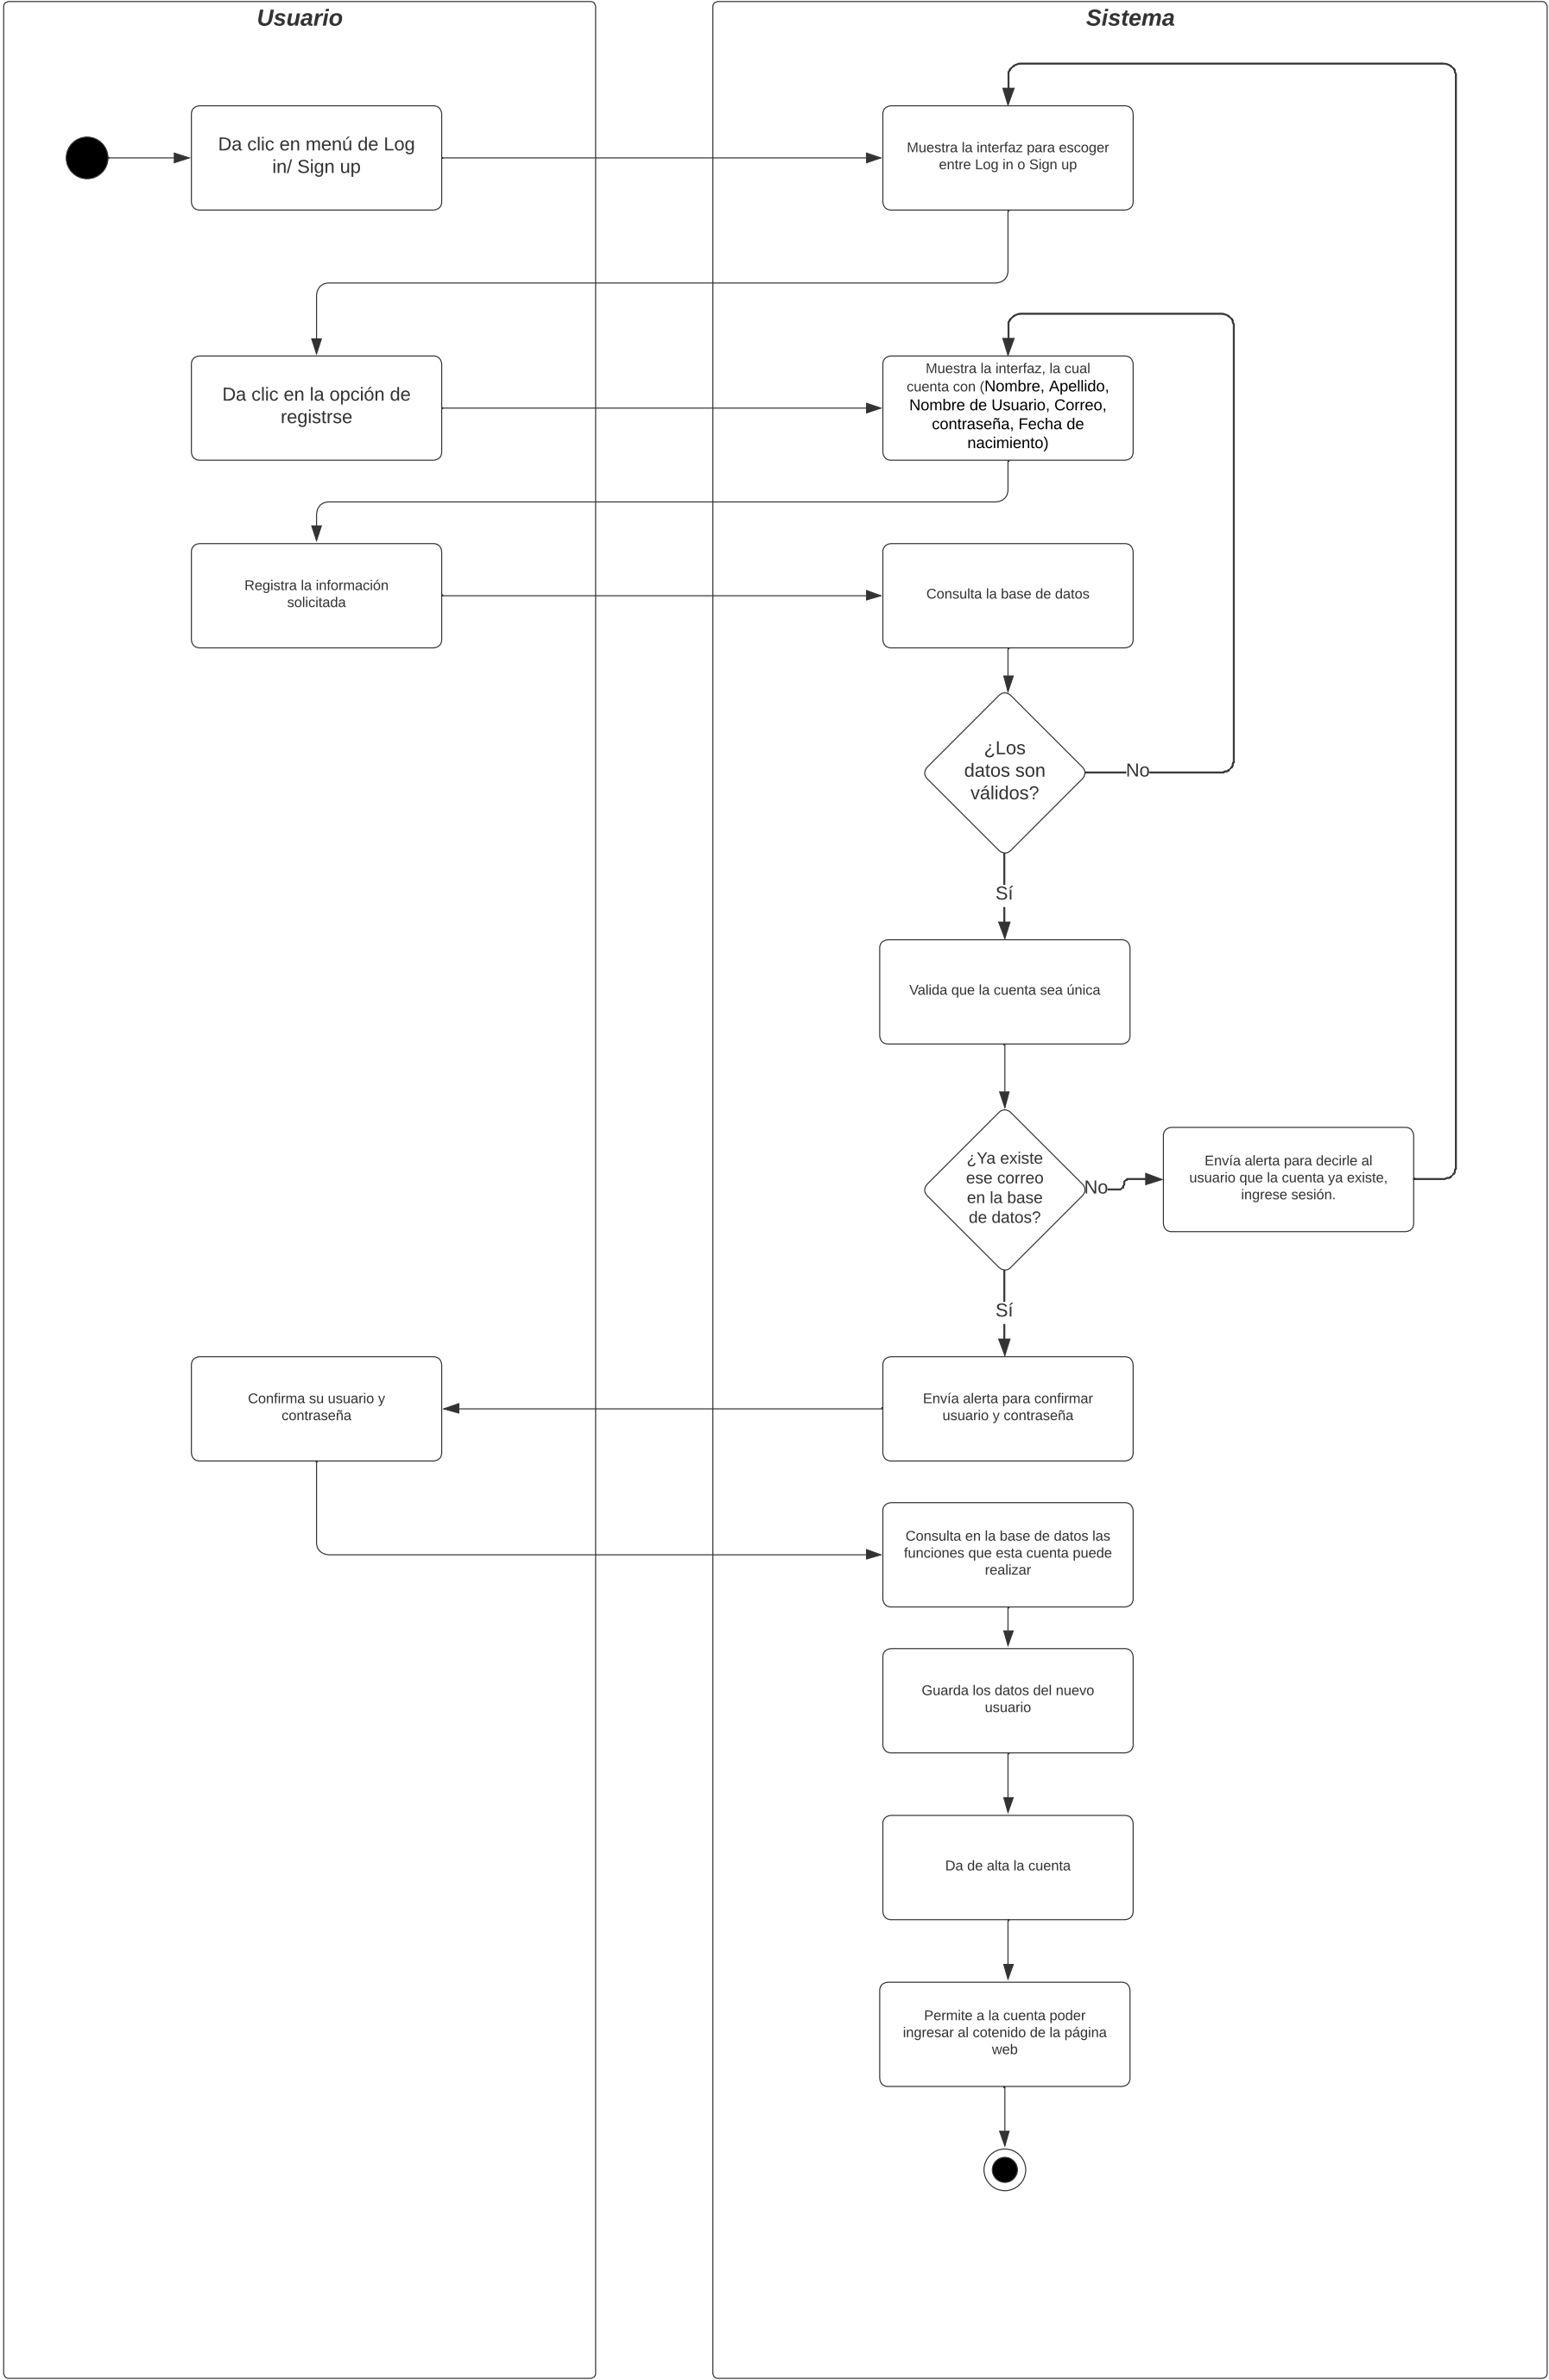 Usuario
Sistema
Da clic en menú de Log
in/ Sign up
Muestra la interfaz para escoger
entre Log in o Sign up
Da clic en la opción de
registrse
Muestra la interfaz, la cual
cuenta con (Nombre, Apellido,
Nombre de Usuario, Correo,
contraseña, Fecha de
nacimiento)
Registra la información
solicitada
Consulta la base de datos
¿Los
datos son
válidos?
No
Sí
Valida que la cuenta sea única
¿Ya existe
ese correo
en la base
de datos?
No
Envía alerta para decirle al
usuario que la cuenta ya existe,
ingrese sesión.
Sí
Confirma su usuario y
contraseña
Envía alerta para confirmar
usuario y contraseña
Consulta en la base de datos las
funciones que esta cuenta puede
realizar
Guarda los datos del nuevo
usuario
Da de alta la cuenta
Permite a la cuenta poder
ingresar al cotenido de la página
web